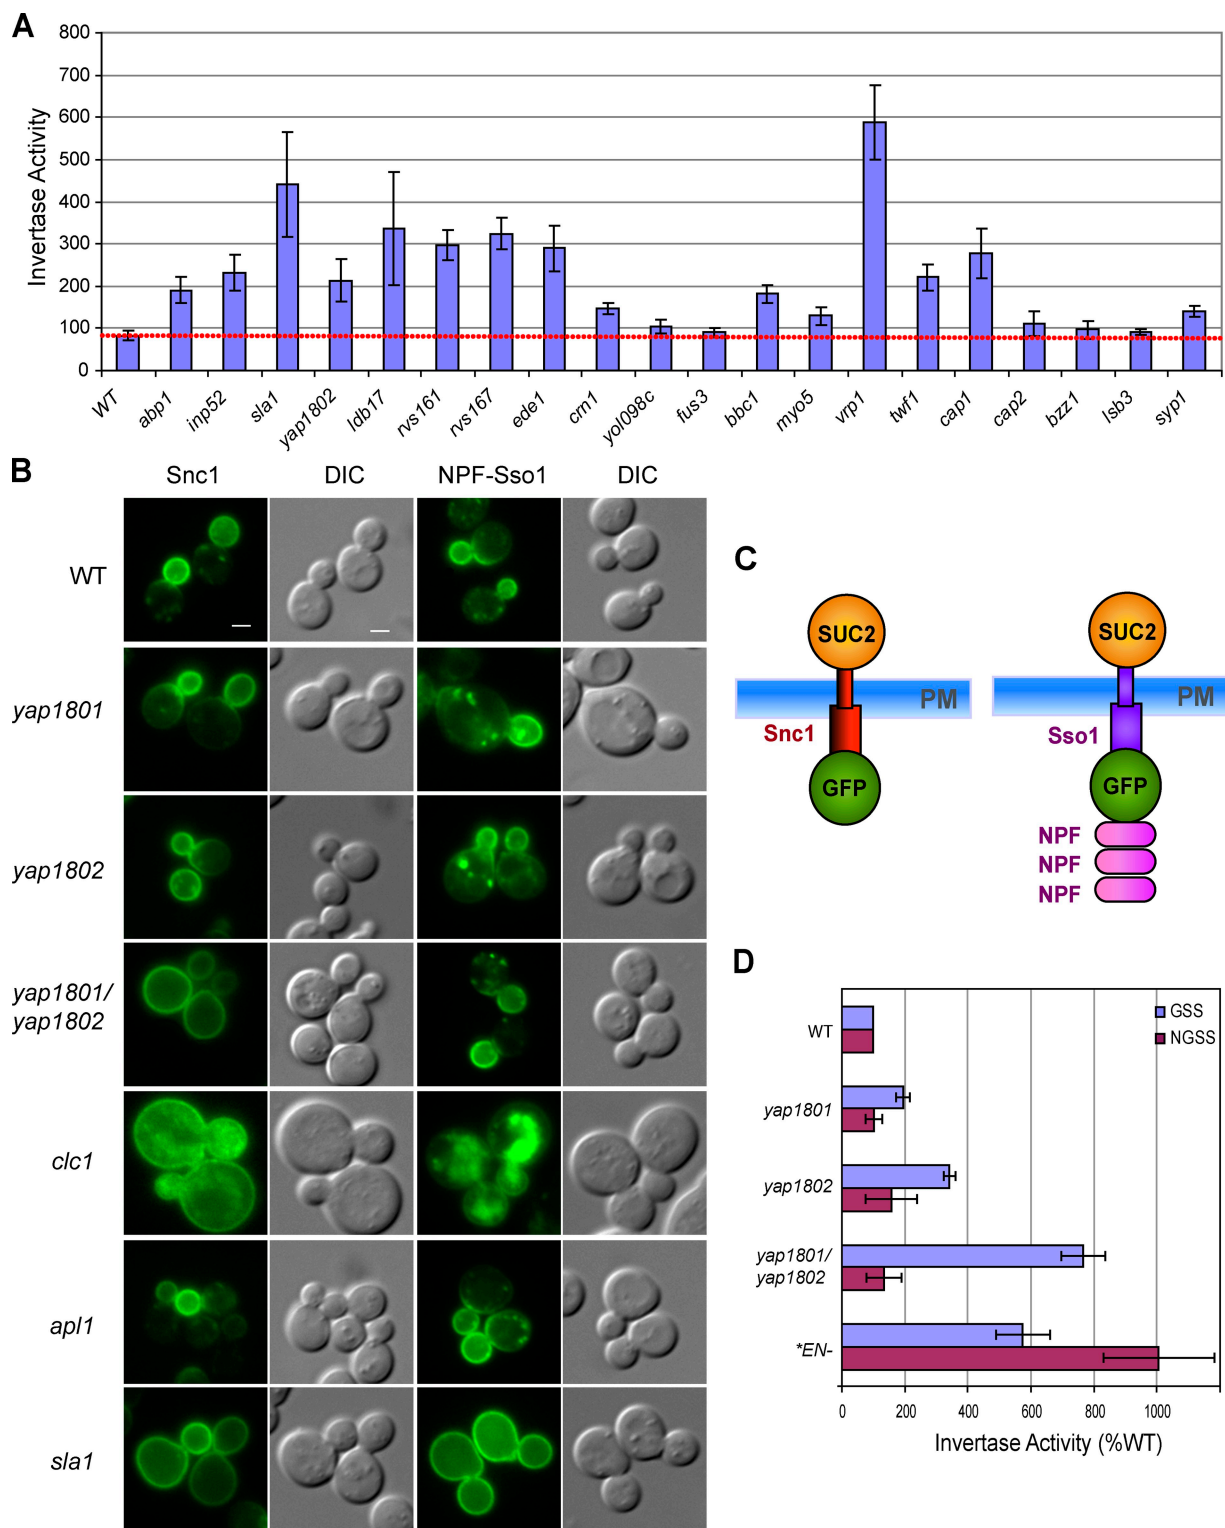 A
800
700
600
500
400
300
200
100
0
Invertase Activity
WT
abp1
inp52
sla1
yap1802
ldb17
rvs161
rvs167
ede1
crn1
yol098c
fus3
bbc1
myo5
vrp1
twf1
cap1
cap2
bzz1
lsb3
syp1
B
Snc1
DIC
NPF-Sso1
DIC
WT
yap1801
yap1802
yap1801/
yap1802
clc1
apl1
sla1
C
SUC2
PM
Snc1
GFP
SUC2
PM
Sso1
GFP
NPF
NPF
NPF
D
GSS
NGSS
WT
yap1801
yap1802
yap1801/
yap1802
*EN-
0
200
400
600
800
1000
Invertase Activity (%WT)